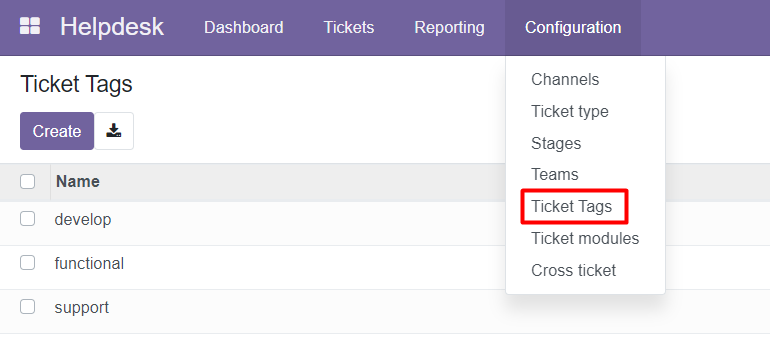 Helpdesk Dashboard Tickets Reporting Configuration
Ticket Tags
Create
Name
develop
functional
support
Channels
Ticket type
Stages
Teams
Ticket Tags
Ticket modules
Cross ticket